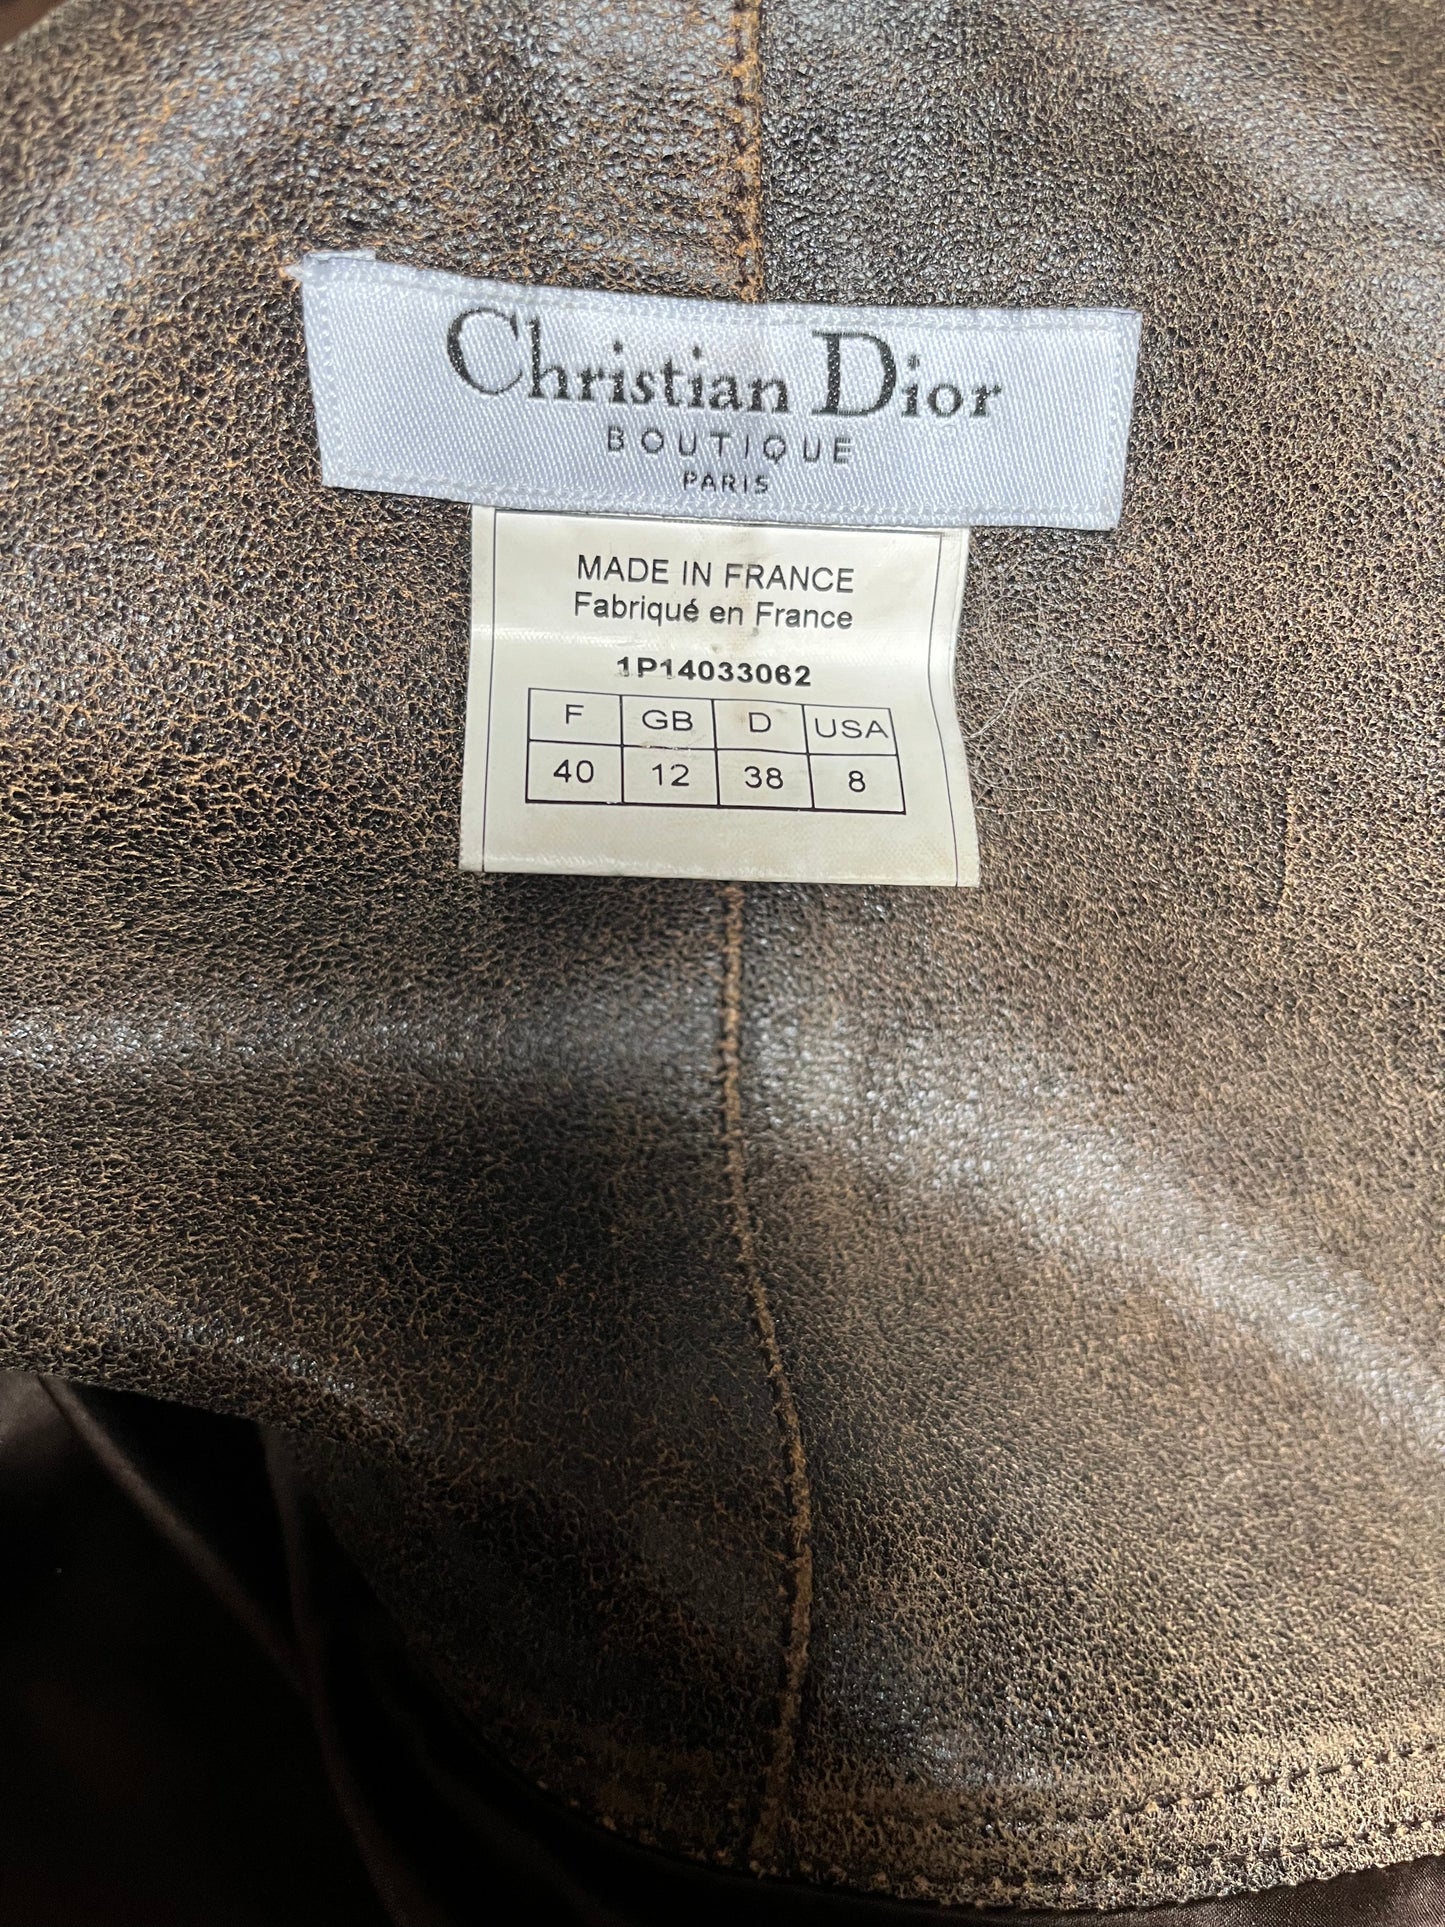 Christian Dior
BOUTIQUE
PARIS
MADE IN FRANCE
Fabriqué en France
1P14033062
F GB D USA
40 12 38 8